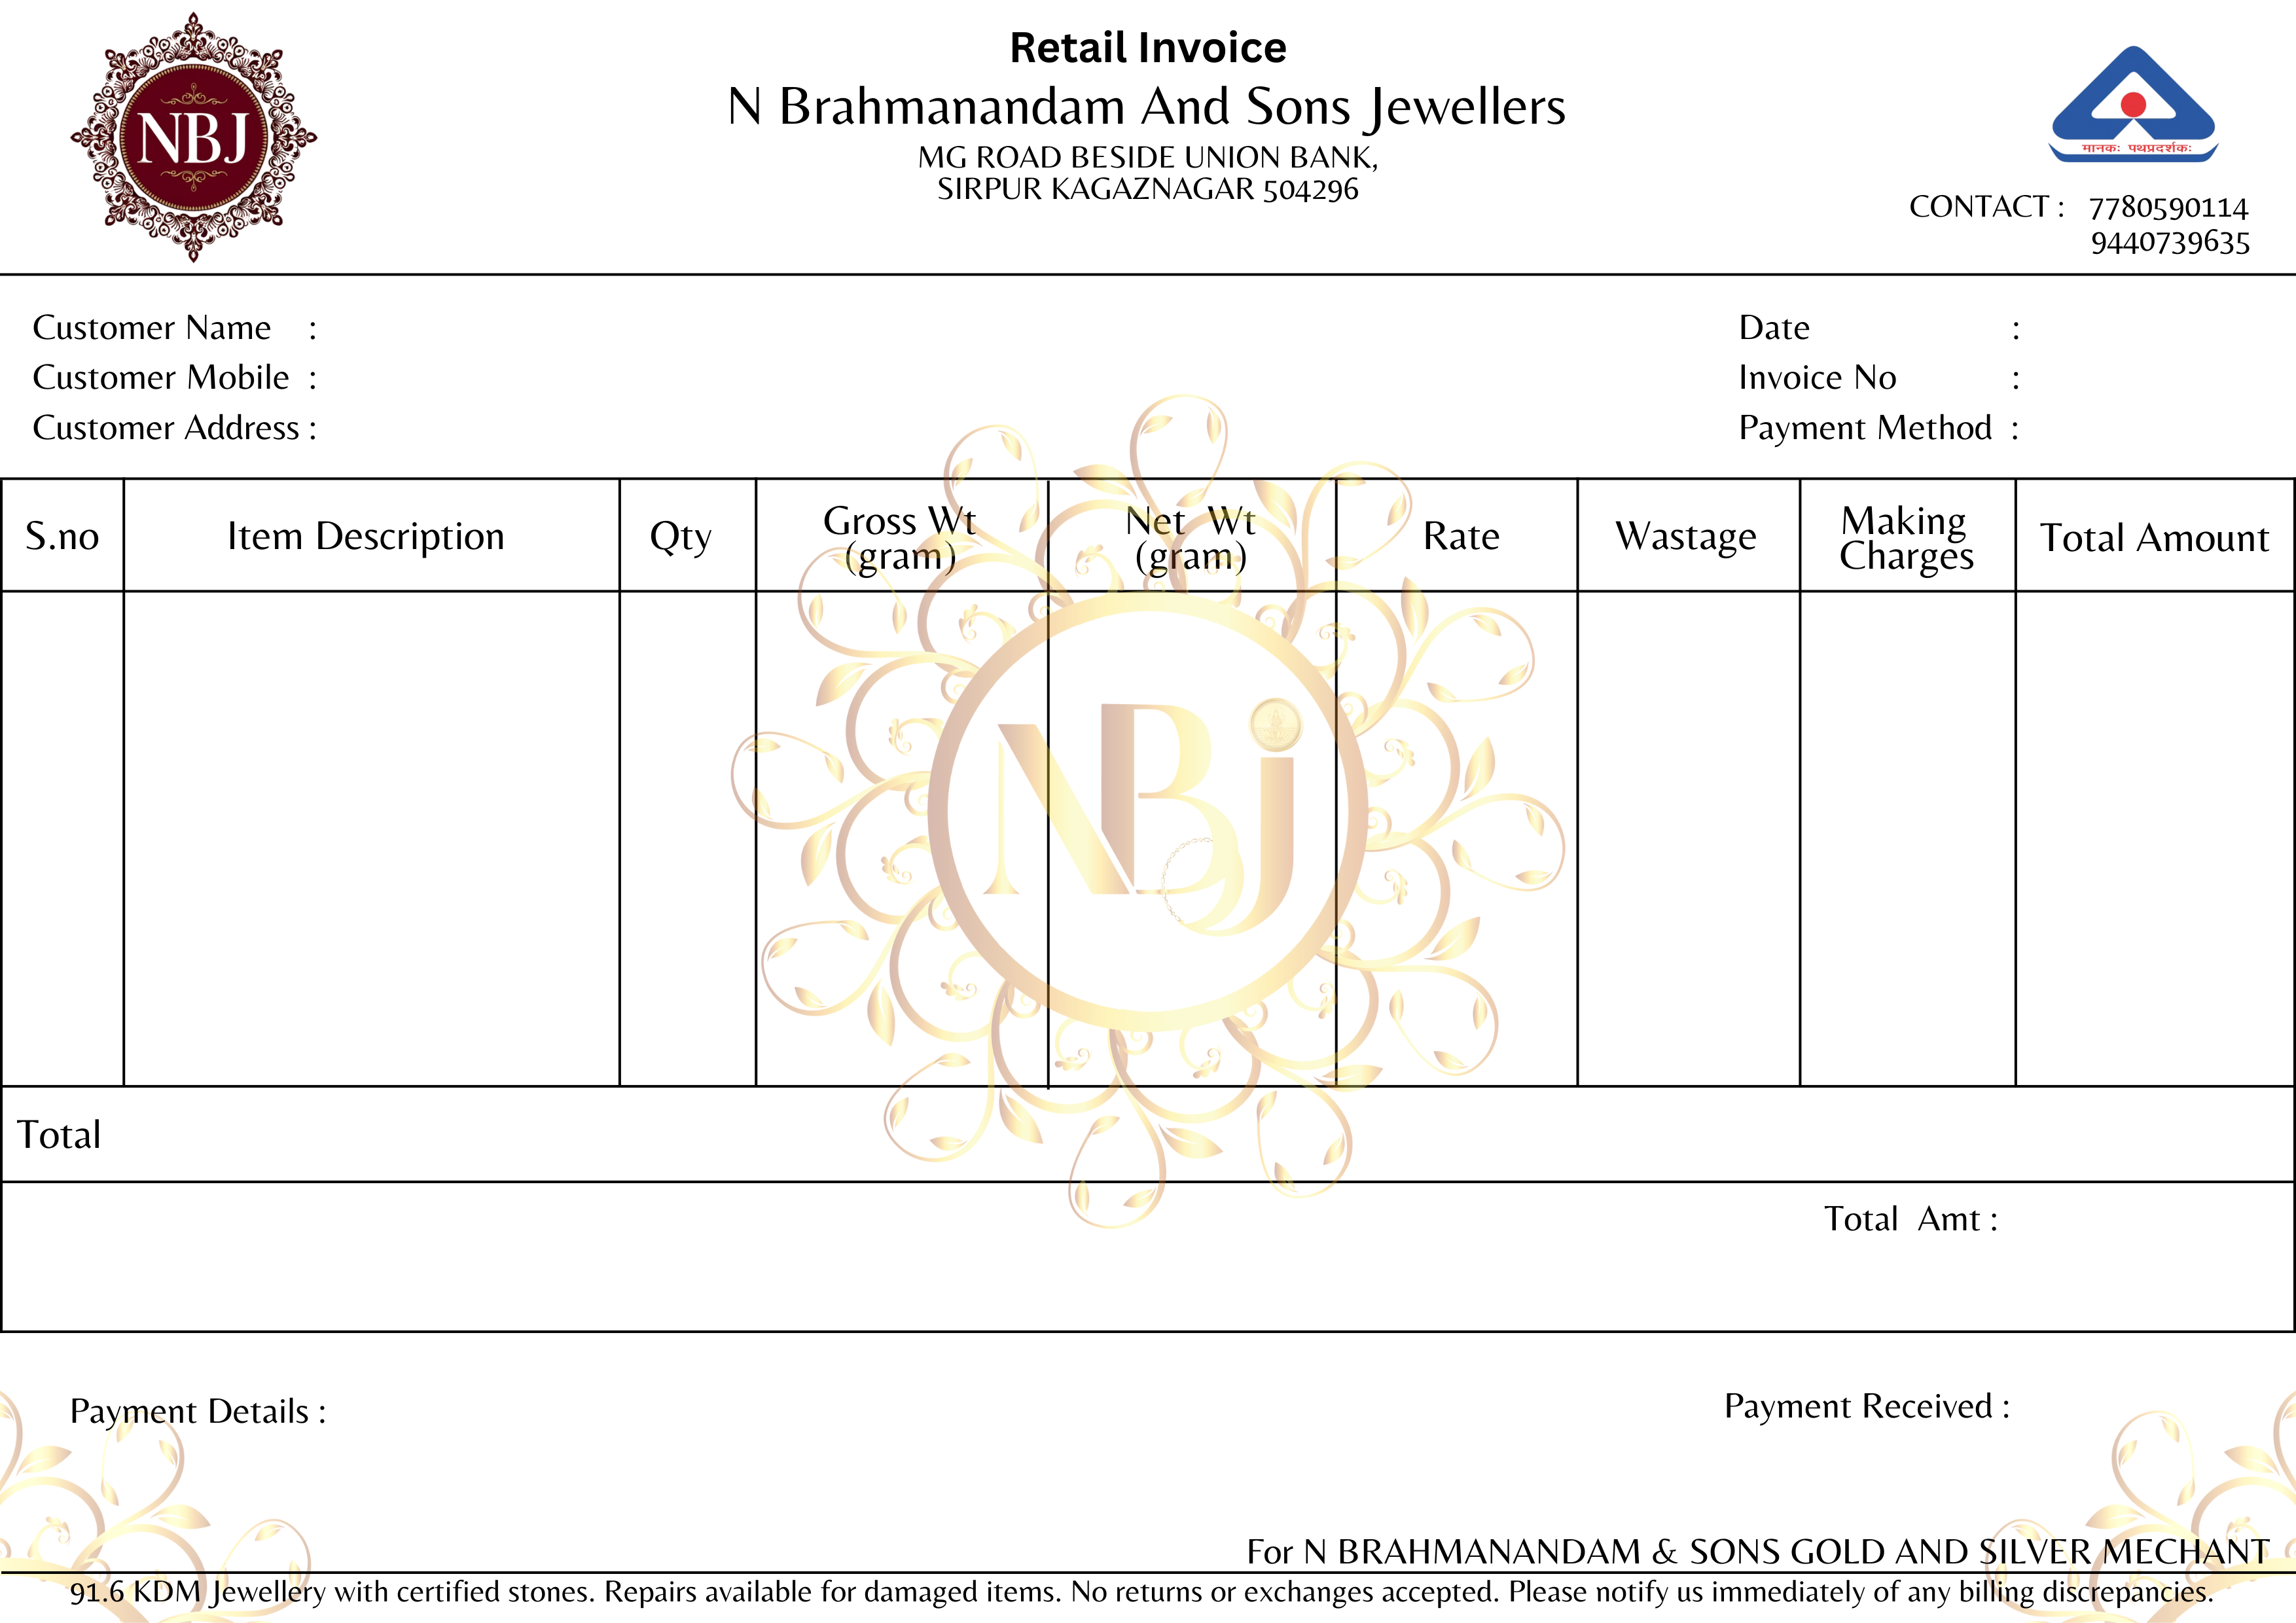 NBJ
Retail Invoice
N Brahmanandam And Sons Jewellers
MG ROAD BESIDE UNION BANK,
SIRPUR KAGAZNAGAR 504296
मानकः पथप्रदर्शकः
CONTACT : 7780590114
9440739635
Customer Name :
Customer Mobile :
Customer Address :
Date :
Invoice No :
Payment Method :
S.no Item Description Qty Gross Wt (gram) Net Wt (gram) Rate Wastage Making Charges Total Amount
NBJ
Total
Total Amt :
Payment Details :
Payment Received :
For N BRAHMANANDAM & SONS GOLD AND SILVER MECHANT
91.6 KDM Jewellery with certified stones. Repairs available for damaged items. No returns or exchanges accepted. Please notify us immediately of any billing discrepancies.